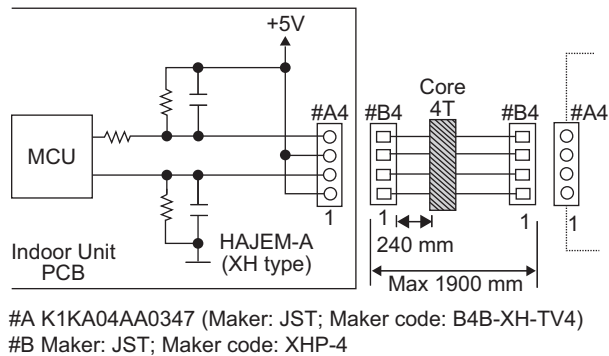 +5V
#A4
MCU
1
Indoor Unit
PCB
HAJEM-A
(XH type)
Core
4T
#B4
#B4
#A4
1
1
1
240 mm
Max 1900 mm
#A K1KA04AA0347 (Maker: JST; Maker code: B4B-XH-TV4)
#B Maker: JST; Maker code: XHP-4